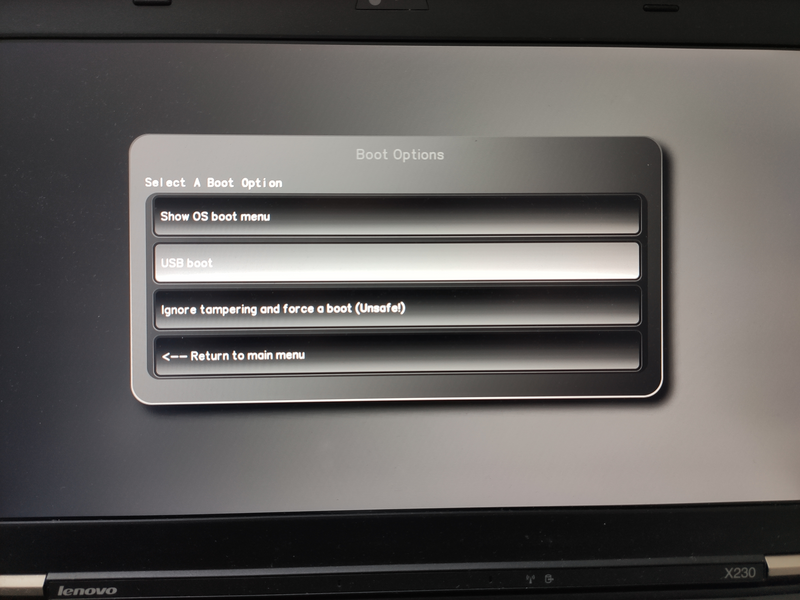 Boot Options
Select A Boot Option
Show OS boot menu
USB boot
Ignore tampering and force a boot (Unsafe!)
<-- Return to main menu
lenovo
X230